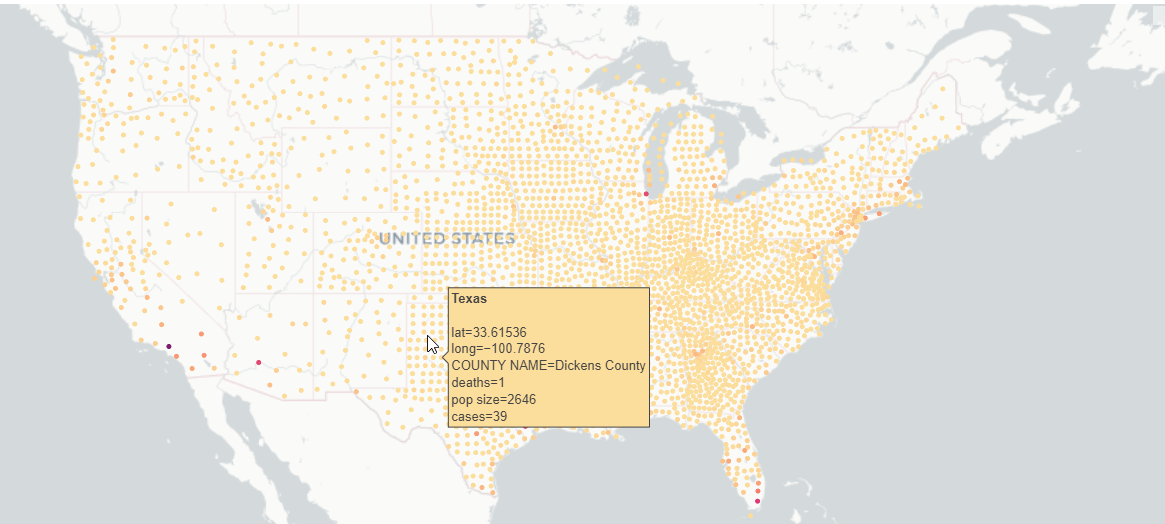 UNITED STATES
Texas
lat=33.61536
long=−100.7876
COUNTY NAME=Dickens County
deaths=1
pop size=2646
cases=39